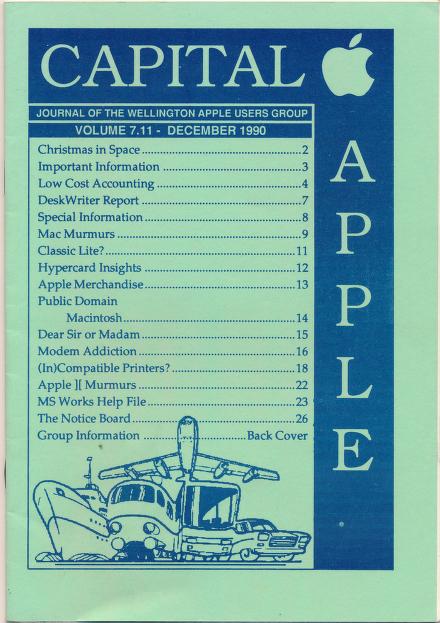 CAPITAL
APPLE
JOURNAL OF THE WELLINGTON APPLE USERS GROUP
VOLUME 7.11 - DECEMBER 1990
Christmas in Space 2
Important Information 3
Low Cost Accounting 4
DeskWriter Report 7
Special Information 8
Mac Murmurs 9
Classic Lite? 11
Hypercard Insights 12
Apple Merchandise 13
Public Domain
Macintosh 14
Dear Sir or Madam 15
Modem Addiction 16
(In)Compatible Printers? 18
Apple ][ Murmurs 22
MS Works Help File 23
The Notice Board 26
Group Information Back Cover